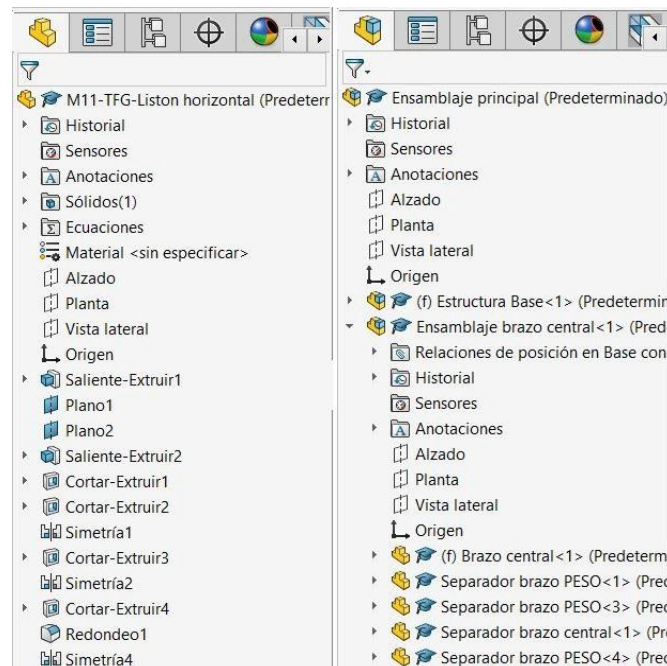 M11-TFG-Liston horizontal (Predeterr
Historial
Sensores
Anotaciones
Sólidos(1)
Ecuaciones
Material <sin especificar>
Alzado
Planta
Vista lateral
Origen
Saliente-Extruir1
Plano1
Plano2
Saliente-Extruir2
Cortar-Extruir1
Cortar-Extruir2
Simetría1
Cortar-Extruir3
Simetría2
Cortar-Extruir4
Redondeo1
Simetría4
Ensamblaje principal (Predeterminado)
Historial
Sensores
Anotaciones
Alzado
Planta
Vista lateral
Origen
(f) Estructura Base<1> (Predetermin
Ensamblaje brazo central<1> (Pred
Relaciones de posición en Base con
Historial
Sensores
Anotaciones
Alzado
Planta
Vista lateral
Origen
(f) Brazo central<1> (Predeterm
Separador brazo PESO<1> (Pred
Separador brazo PESO<3> (Pred
Separador brazo central<1> (Pre
Separador brazo PESO<4> (Pred